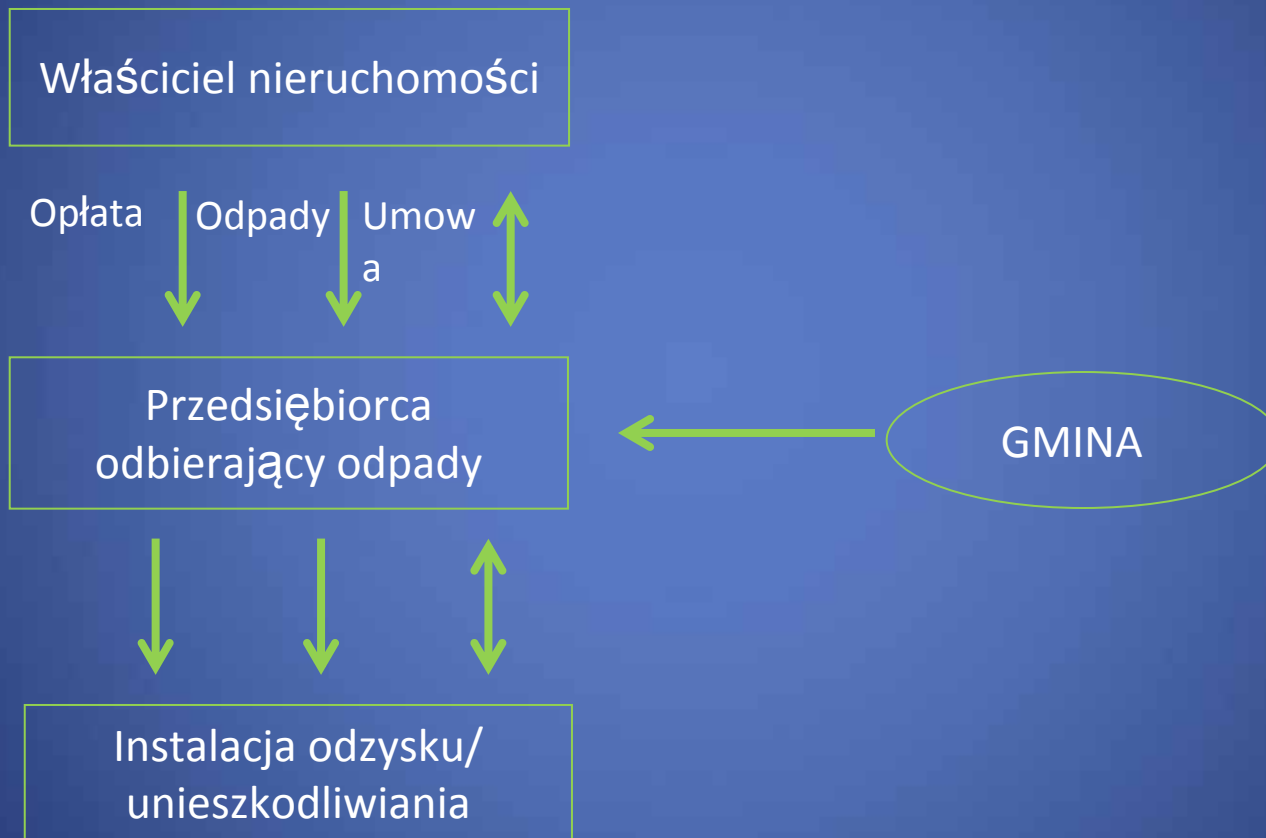 Właściciel nieruchomości
Opłata
Odpady
Umow
a
Przedsiębiorca
odbierający odpady
GMINA
Instalacja odzysku/
unieszkodliwiania